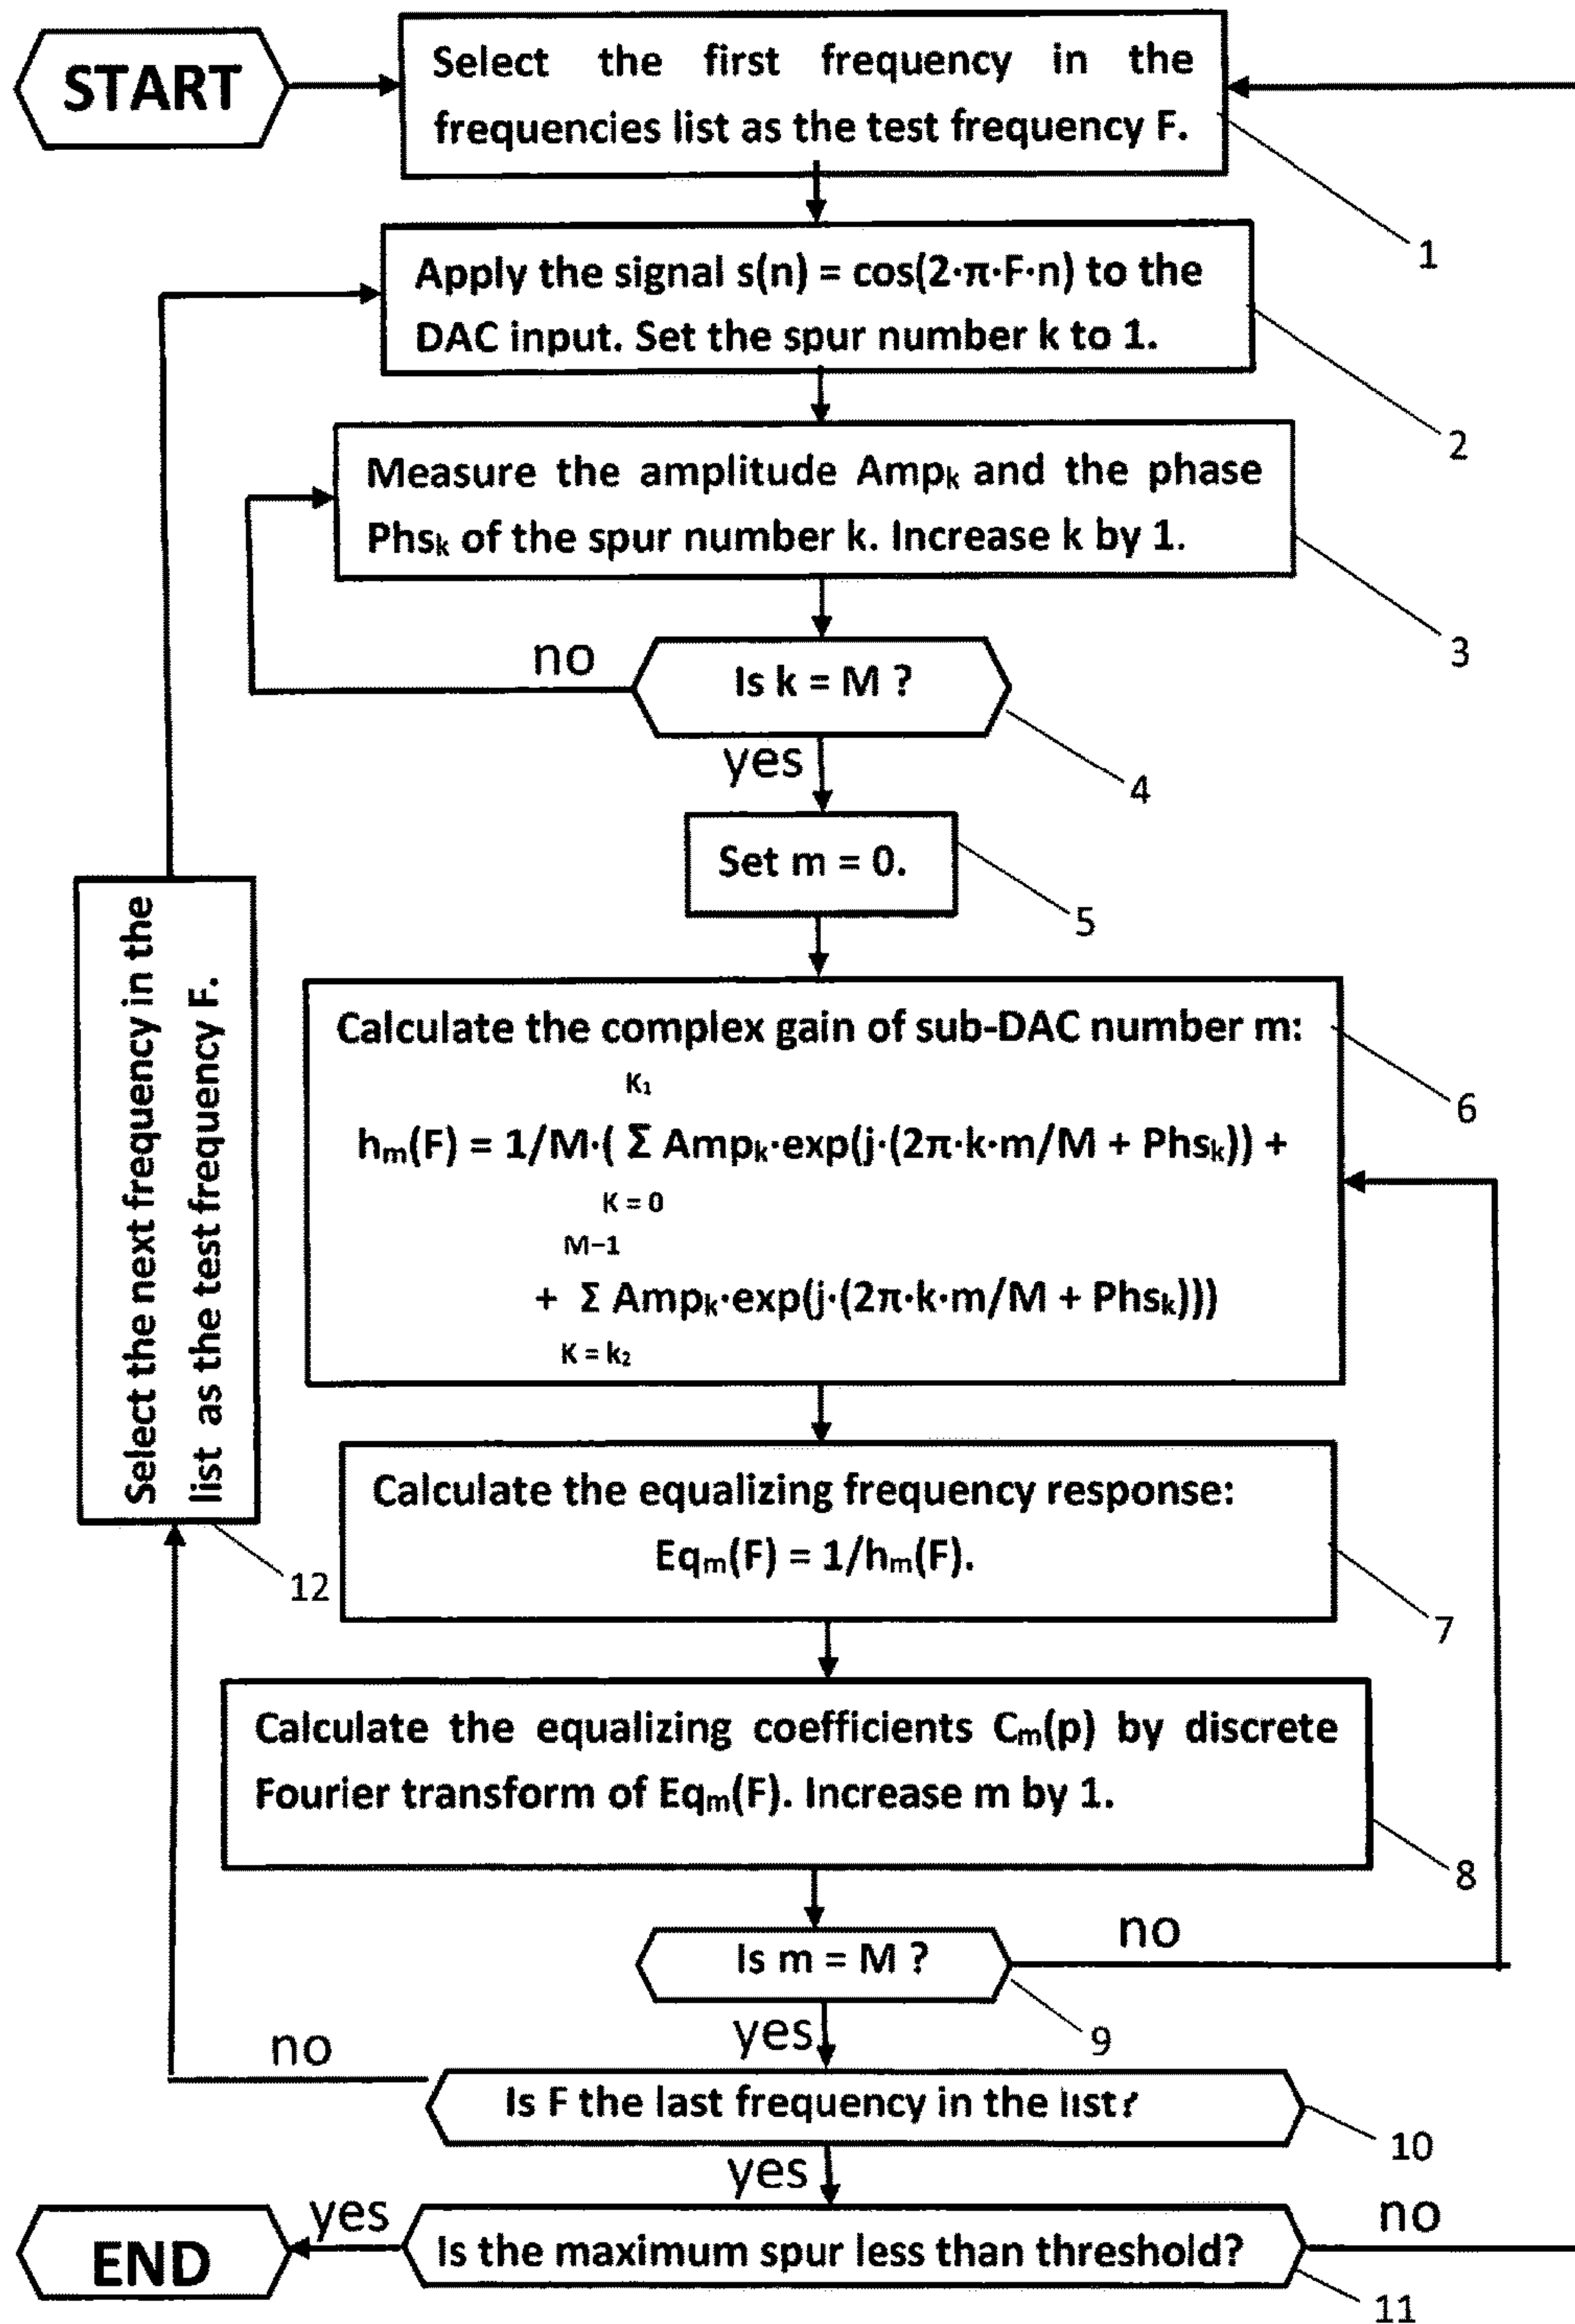 START
Select the first frequency in the
frequencies list as the test frequency F.
1
Apply the signal s(n) = cos(2·π·F·n) to the
DAC input. Set the spur number k to 1.
2
Measure the amplitude Ampₖ and the phase
Phsₖ of the spur number k. Increase k by 1.
3
no
Is k = M ?
yes
4
Set m = 0.
5
Calculate the complex gain of sub-DAC number m:
6
K₁
hₘ(F) = 1/M·( Σ Ampₖ·exp(j·(2π·k·m/M + Phsₖ)) +
K = 0
M−1
+ Σ Ampₖ·exp(j·(2π·k·m/M + Phsₖ)))
K = k₂
Select the next frequency in the
list as the test frequency F.
12
Calculate the equalizing frequency response:
Eqₘ(F) = 1/hₘ(F).
7
Calculate the equalizing coefficients Cₘ(p) by discrete
Fourier transform of Eqₘ(F). Increase m by 1.
8
Is m = M ?
no
yes
9
no
Is F the last frequency in the list?
10
yes
Is the maximum spur less than threshold?
no
11
yes
END